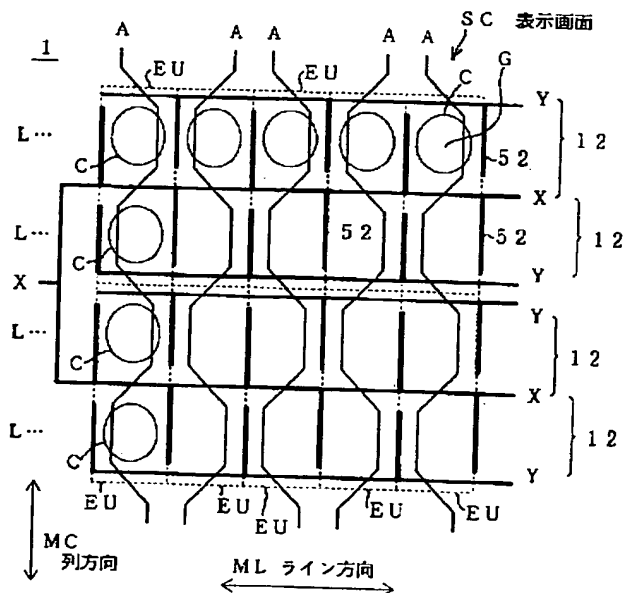 SC 表示画面
1
A A A A A
EU EU
G
C
Y
L… C 52 12
X
L… C 52 52 12
X
Y
Y
L… C 12
X
L… C 12
Y
EU EU EU EU EU
MC
列方向
ML ライン方向